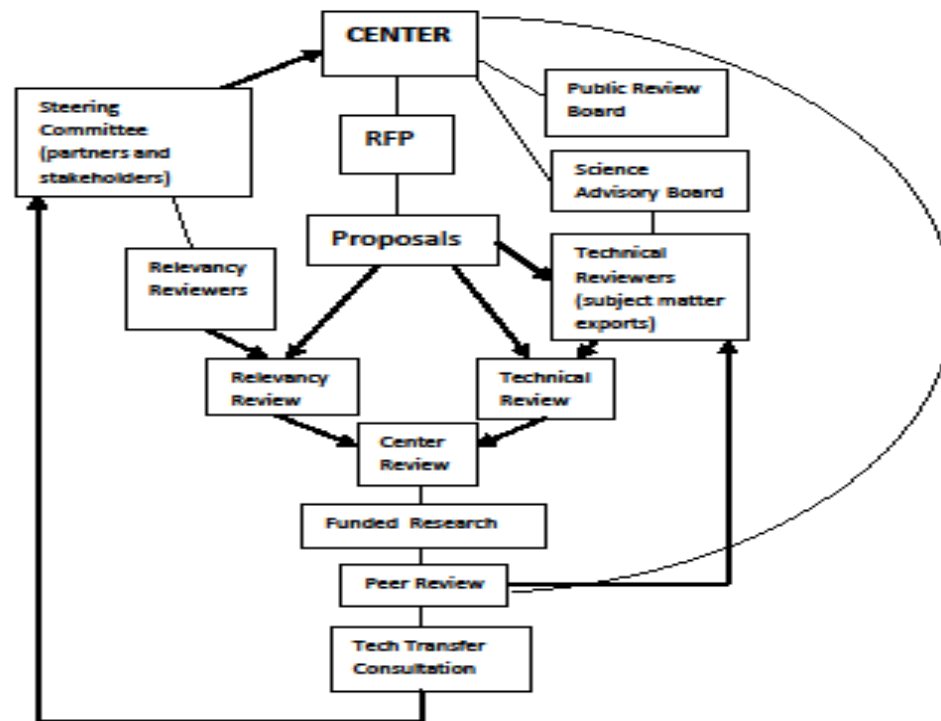 CENTER
Public Review
Board
Steering
Committee
(partners and
stakeholders)
RFP
Science
Advisory Board
Proposals
Technical
Reviewers
(subject matter
exports)
Relevancy
Reviewers
Relevancy
Review
Technical
Review
Center
Review
Funded Research
Peer Review
Tech Transfer
Consultation